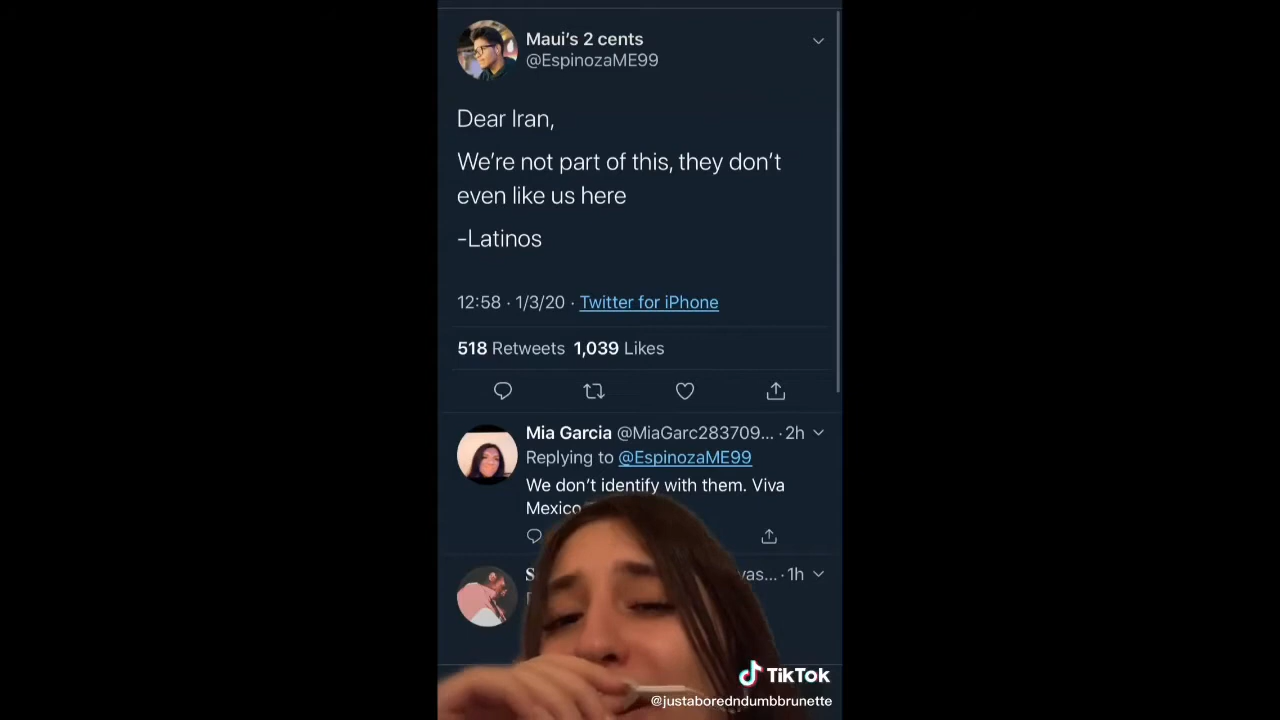 Maui's 2 cents
@EspinozaME99
Dear Iran,
We're not part of this, they don't
even like us here
-Latinos
12:58 · 1/3/20 · Twitter for iPhone
518 Retweets 1,039 Likes
Mia Garcia @MiaGarc283709... · 2h
Replying to @EspinozaME99
We don't identify with them. Viva
Mexico
· 1h
TikTok
@justaboredndumbbrunette